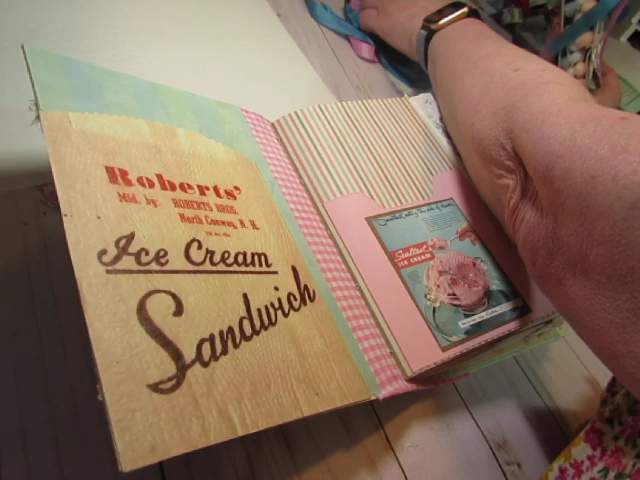 Roberts'
Mfd. by: ROBERTS BROS.
North Conway, N. H.
Ice Cream
Sandwich
Sealtest
ICE CREAM